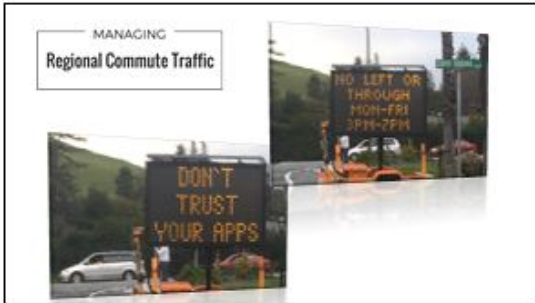 MANAGING
Regional Commute Traffic
NO LEFT OR
THROUGH
MON-FRI
3PM-7PM
DON'T
TRUST
YOUR APPS